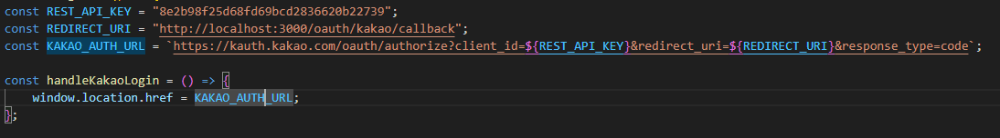 const REST_API_KEY = "8e2b98f25d68fd69bcd2836620b22739";
const REDIRECT_URI = "http://localhost:3000/oauth/kakao/callback";
const KAKAO_AUTH_URL = `https://kauth.kakao.com/oauth/authorize?client_id=${REST_API_KEY}&redirect_uri=${REDIRECT_URI}&response_type=code`;
const handleKakaoLogin = () => {
window.location.href = KAKAO_AUTH_URL;
};